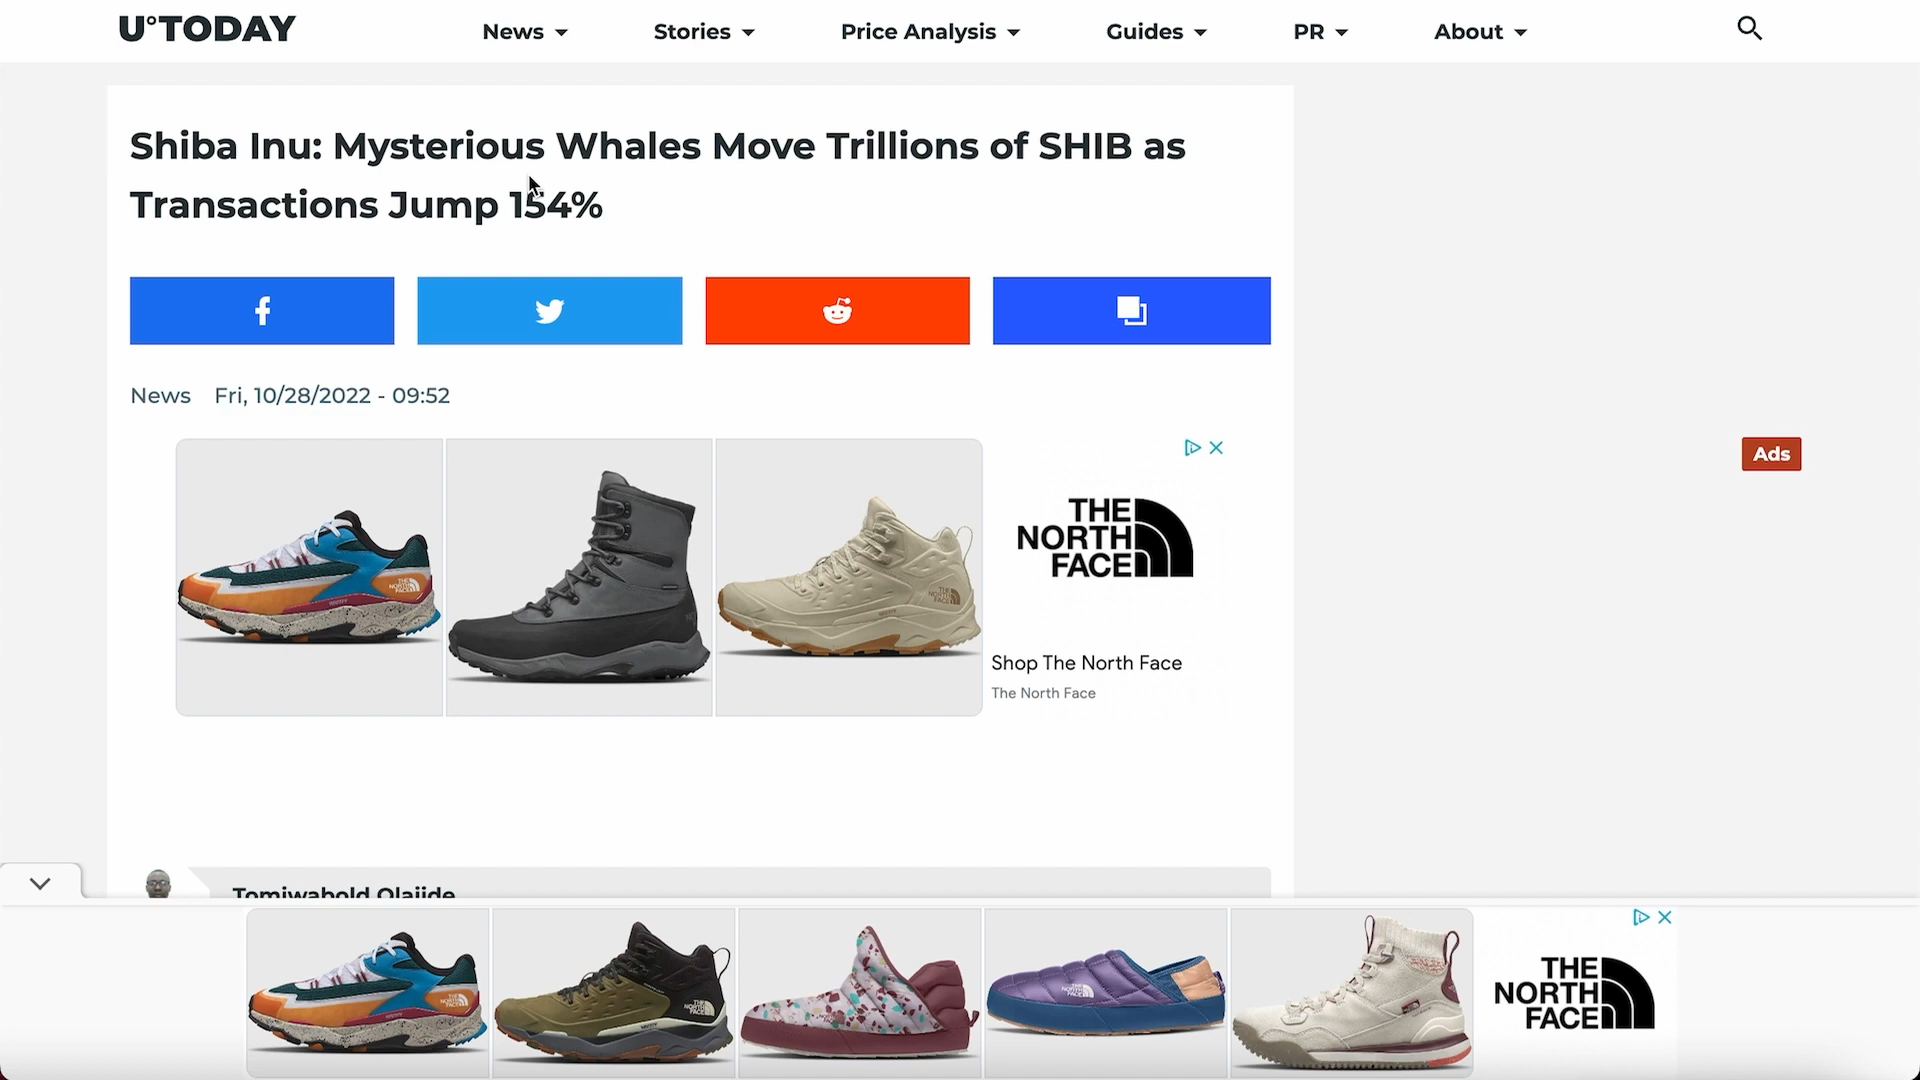 U°TODAY
News
Stories
Price Analysis
Guides
PR
About
Shiba Inu: Mysterious Whales Move Trillions of SHIB as
Transactions Jump 154%
News Fri, 10/28/2022 - 09:52
THE
NORTH
FACE
Shop The North Face
The North Face
Ads
Tomiwabold Olajide
THE
NORTH
FACE